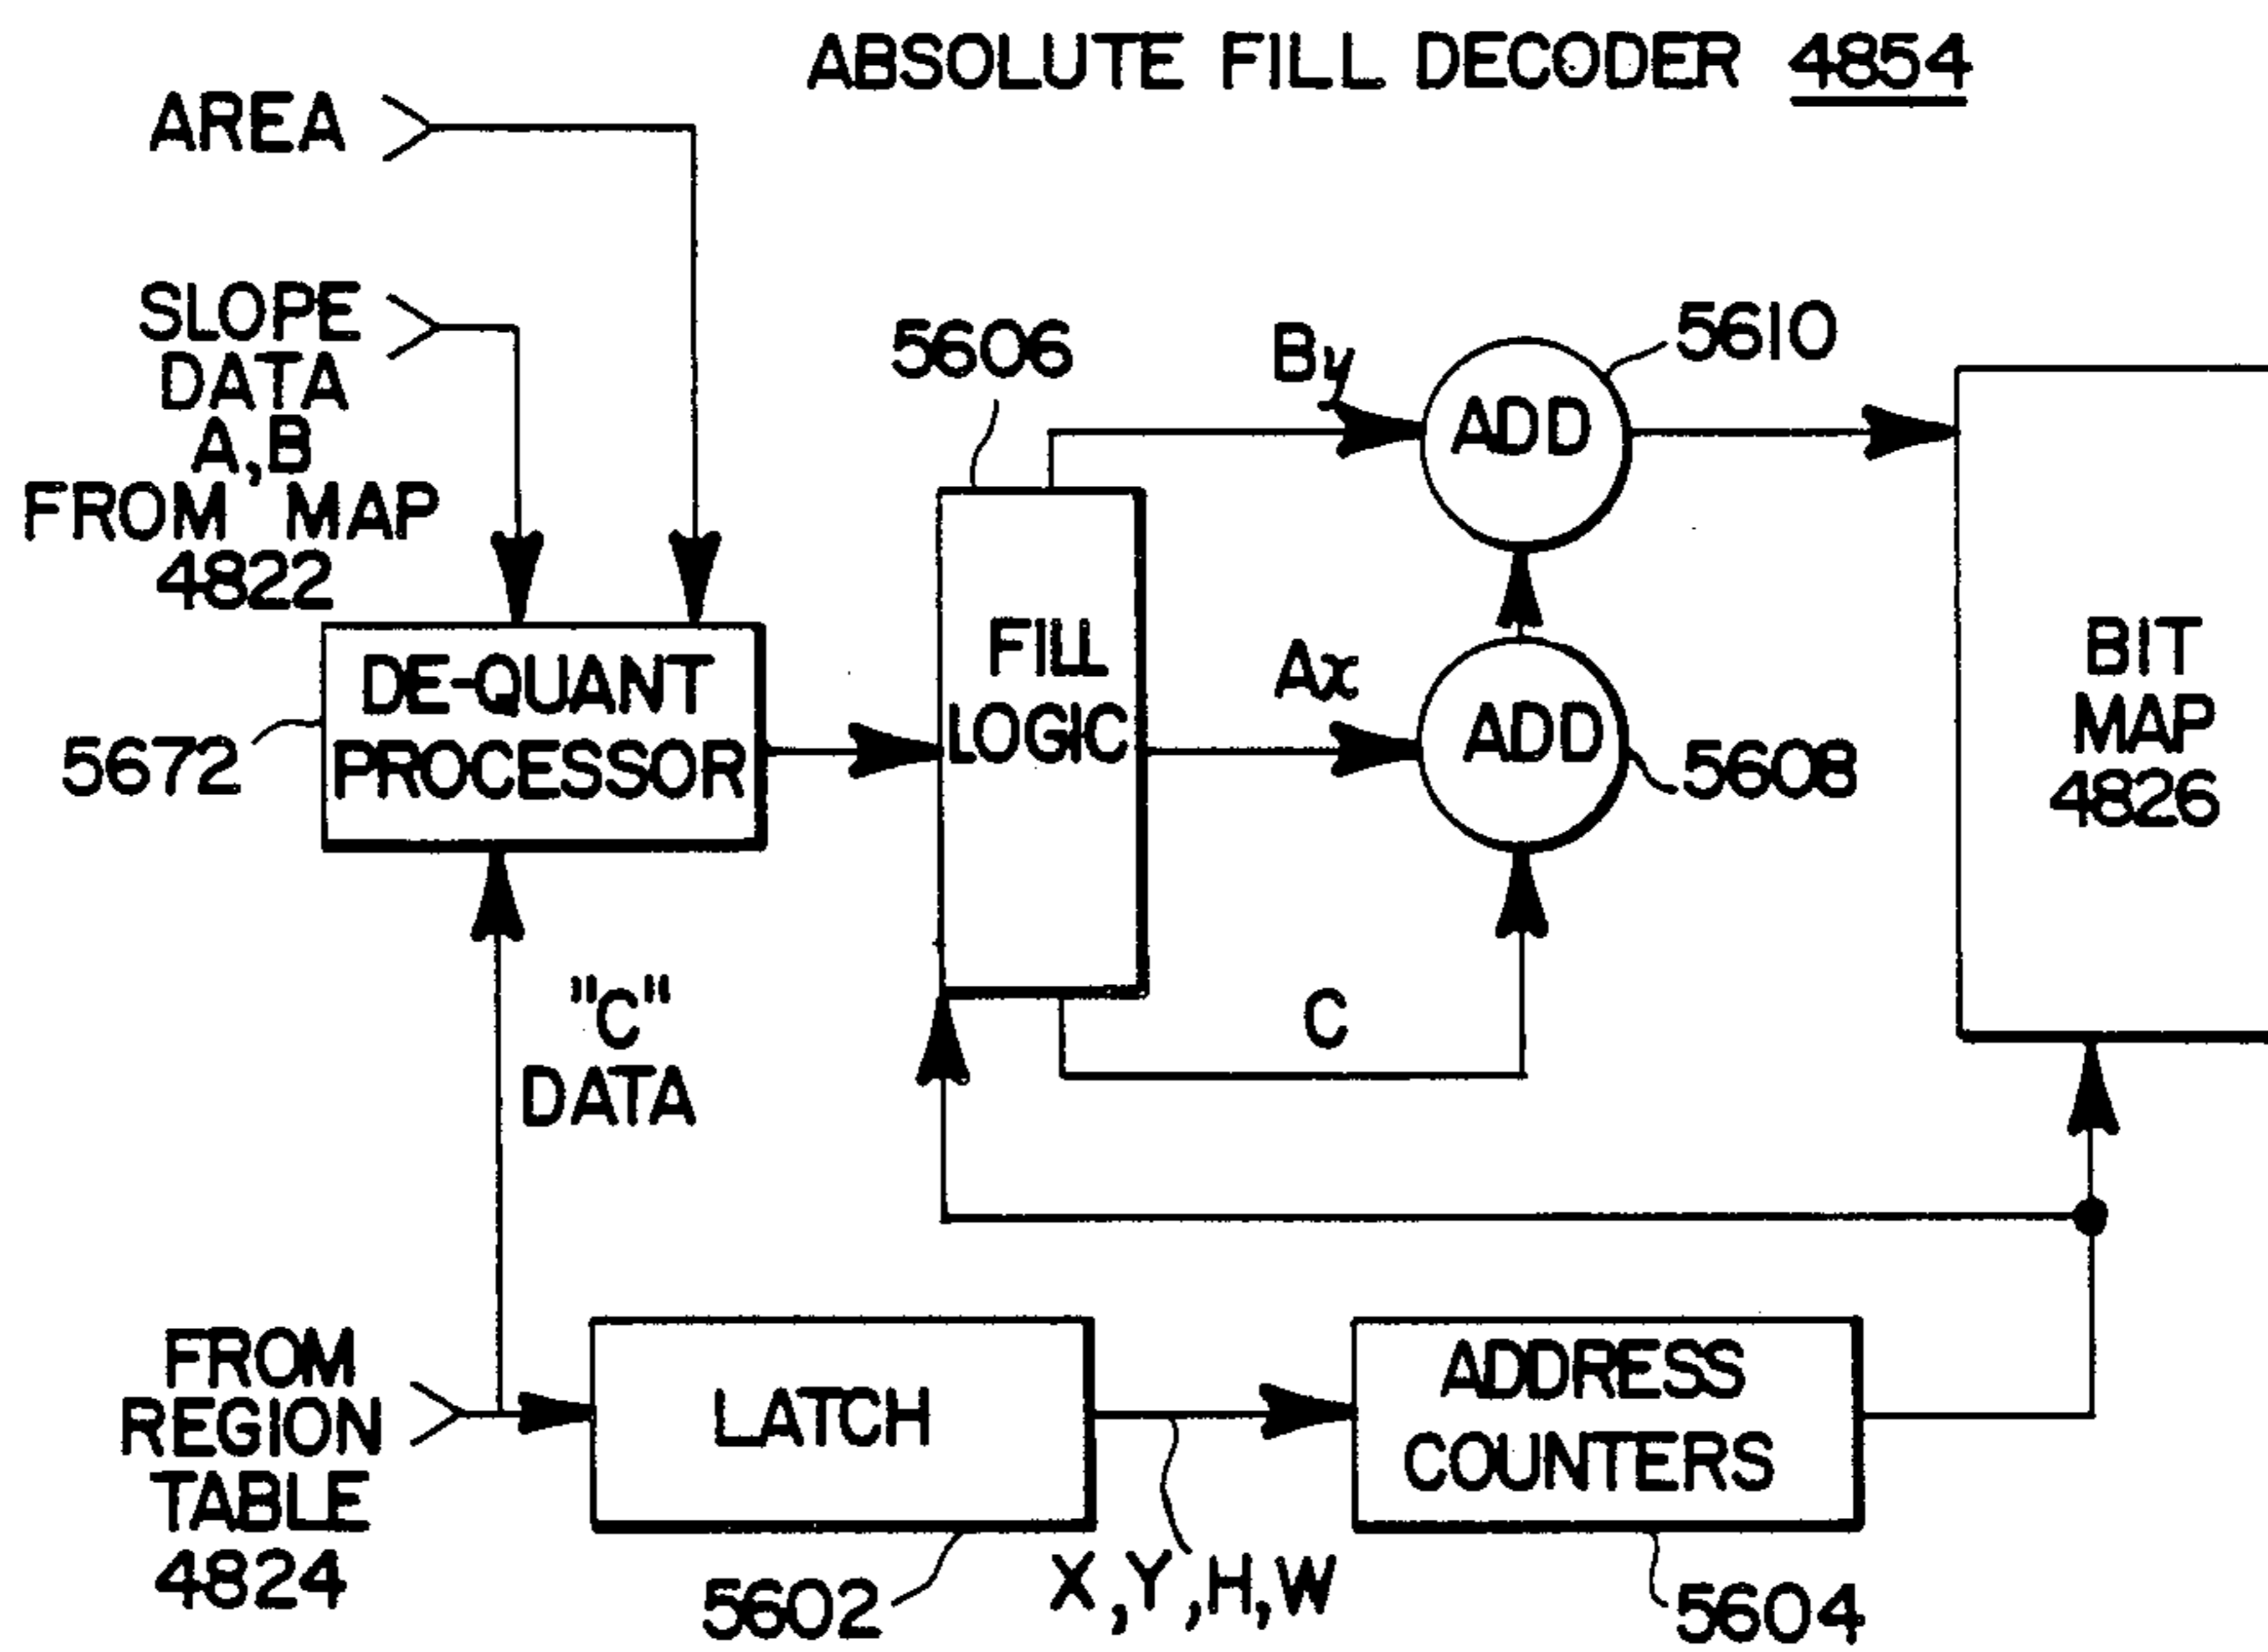 ABSOLUTE FILL DECODER 4854
AREA
SLOPE
DATA
A,B
FROM MAP
4822
5606
By
5610
ADD
DE-QUANT
PROCESSOR
5672
FILL
LOGIC
Ax
ADD
5608
BIT
MAP
4826
"C"
DATA
C
FROM
REGION
TABLE
4824
LATCH
5602
X,Y,H,W
ADDRESS
COUNTERS
5604